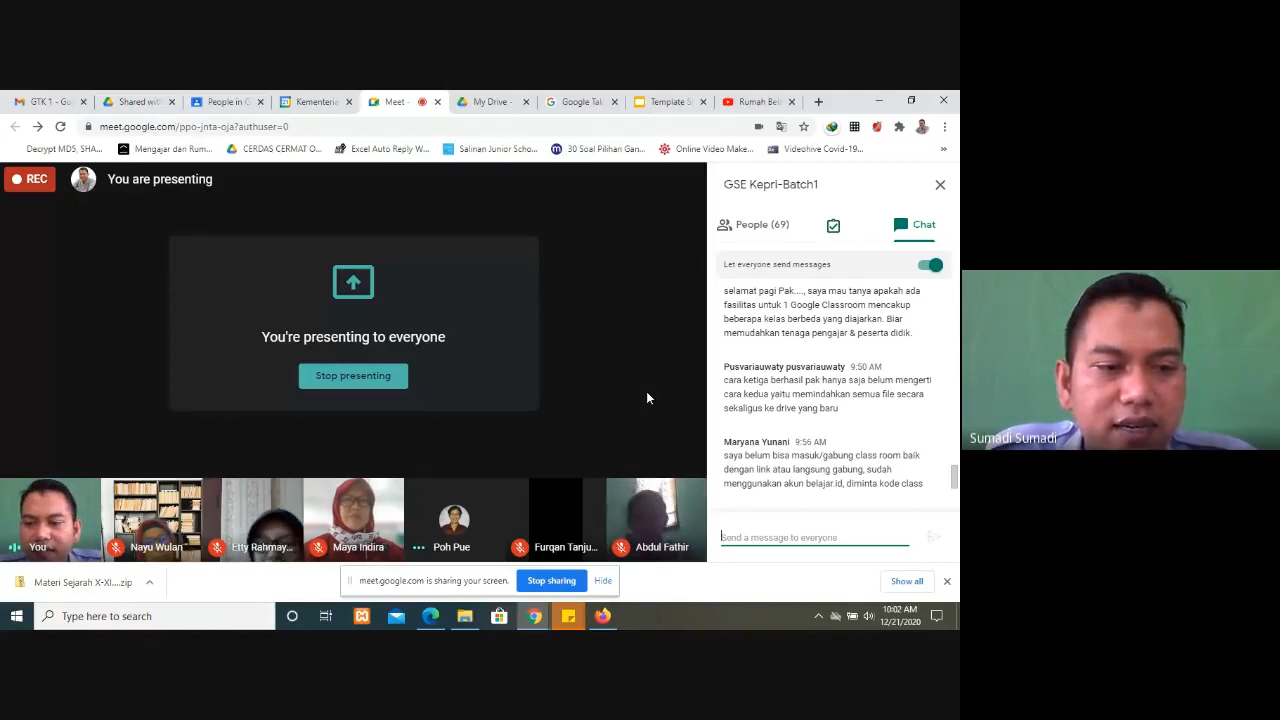 GTK 1 - Go
Shared with
People in G
Kementeria
Meet -
My Drive -
Google Tak
Template S
Rumah Bel
meet.google.com/ppo-jnta-oja?authuser=0
Decrypt MD5, SHA...
Mengajar dari Rum...
CERDAS CERMAT O...
Excel Auto Reply W...
Salinan Junior Scho...
30 Soal Pilihan Gan...
Online Video Make...
Videohive Covid-19...
REC
You are presenting
You're presenting to everyone
Stop presenting
GSE Kepri-Batch1
People (69)
Chat
Let everyone send messages
selamat pagi Pak...., saya mau tanya apakah ada
fasilitas untuk 1 Google Classroom mencakup
beberapa kelas berbeda yang diajarkan. Biar
memudahkan tenaga pengajar & peserta didik.
Pusvariauwaty pusvariauwaty 9:50 AM
cara ketiga berhasil pak hanya saja belum mengerti
cara kedua yaitu memindahkan semua file secara
sekaligus ke drive yang baru
Maryana Yunani 9:56 AM
saya belum bisa masuk/gabung class room baik
dengan link atau langsung gabung, sudah
menggunakan akun belajar.id, diminta kode class
Send a message to everyone
You
Nayu Wulan
Etty Rahmay...
Maya Indira
Poh Pue
Furqan Tanju...
Abdul Fathir
Sumadi Sumadi
Materi Sejarah X-XI....zip
meet.google.com is sharing your screen.
Stop sharing
Hide
Show all
Type here to search
10:02 AM
12/21/2020